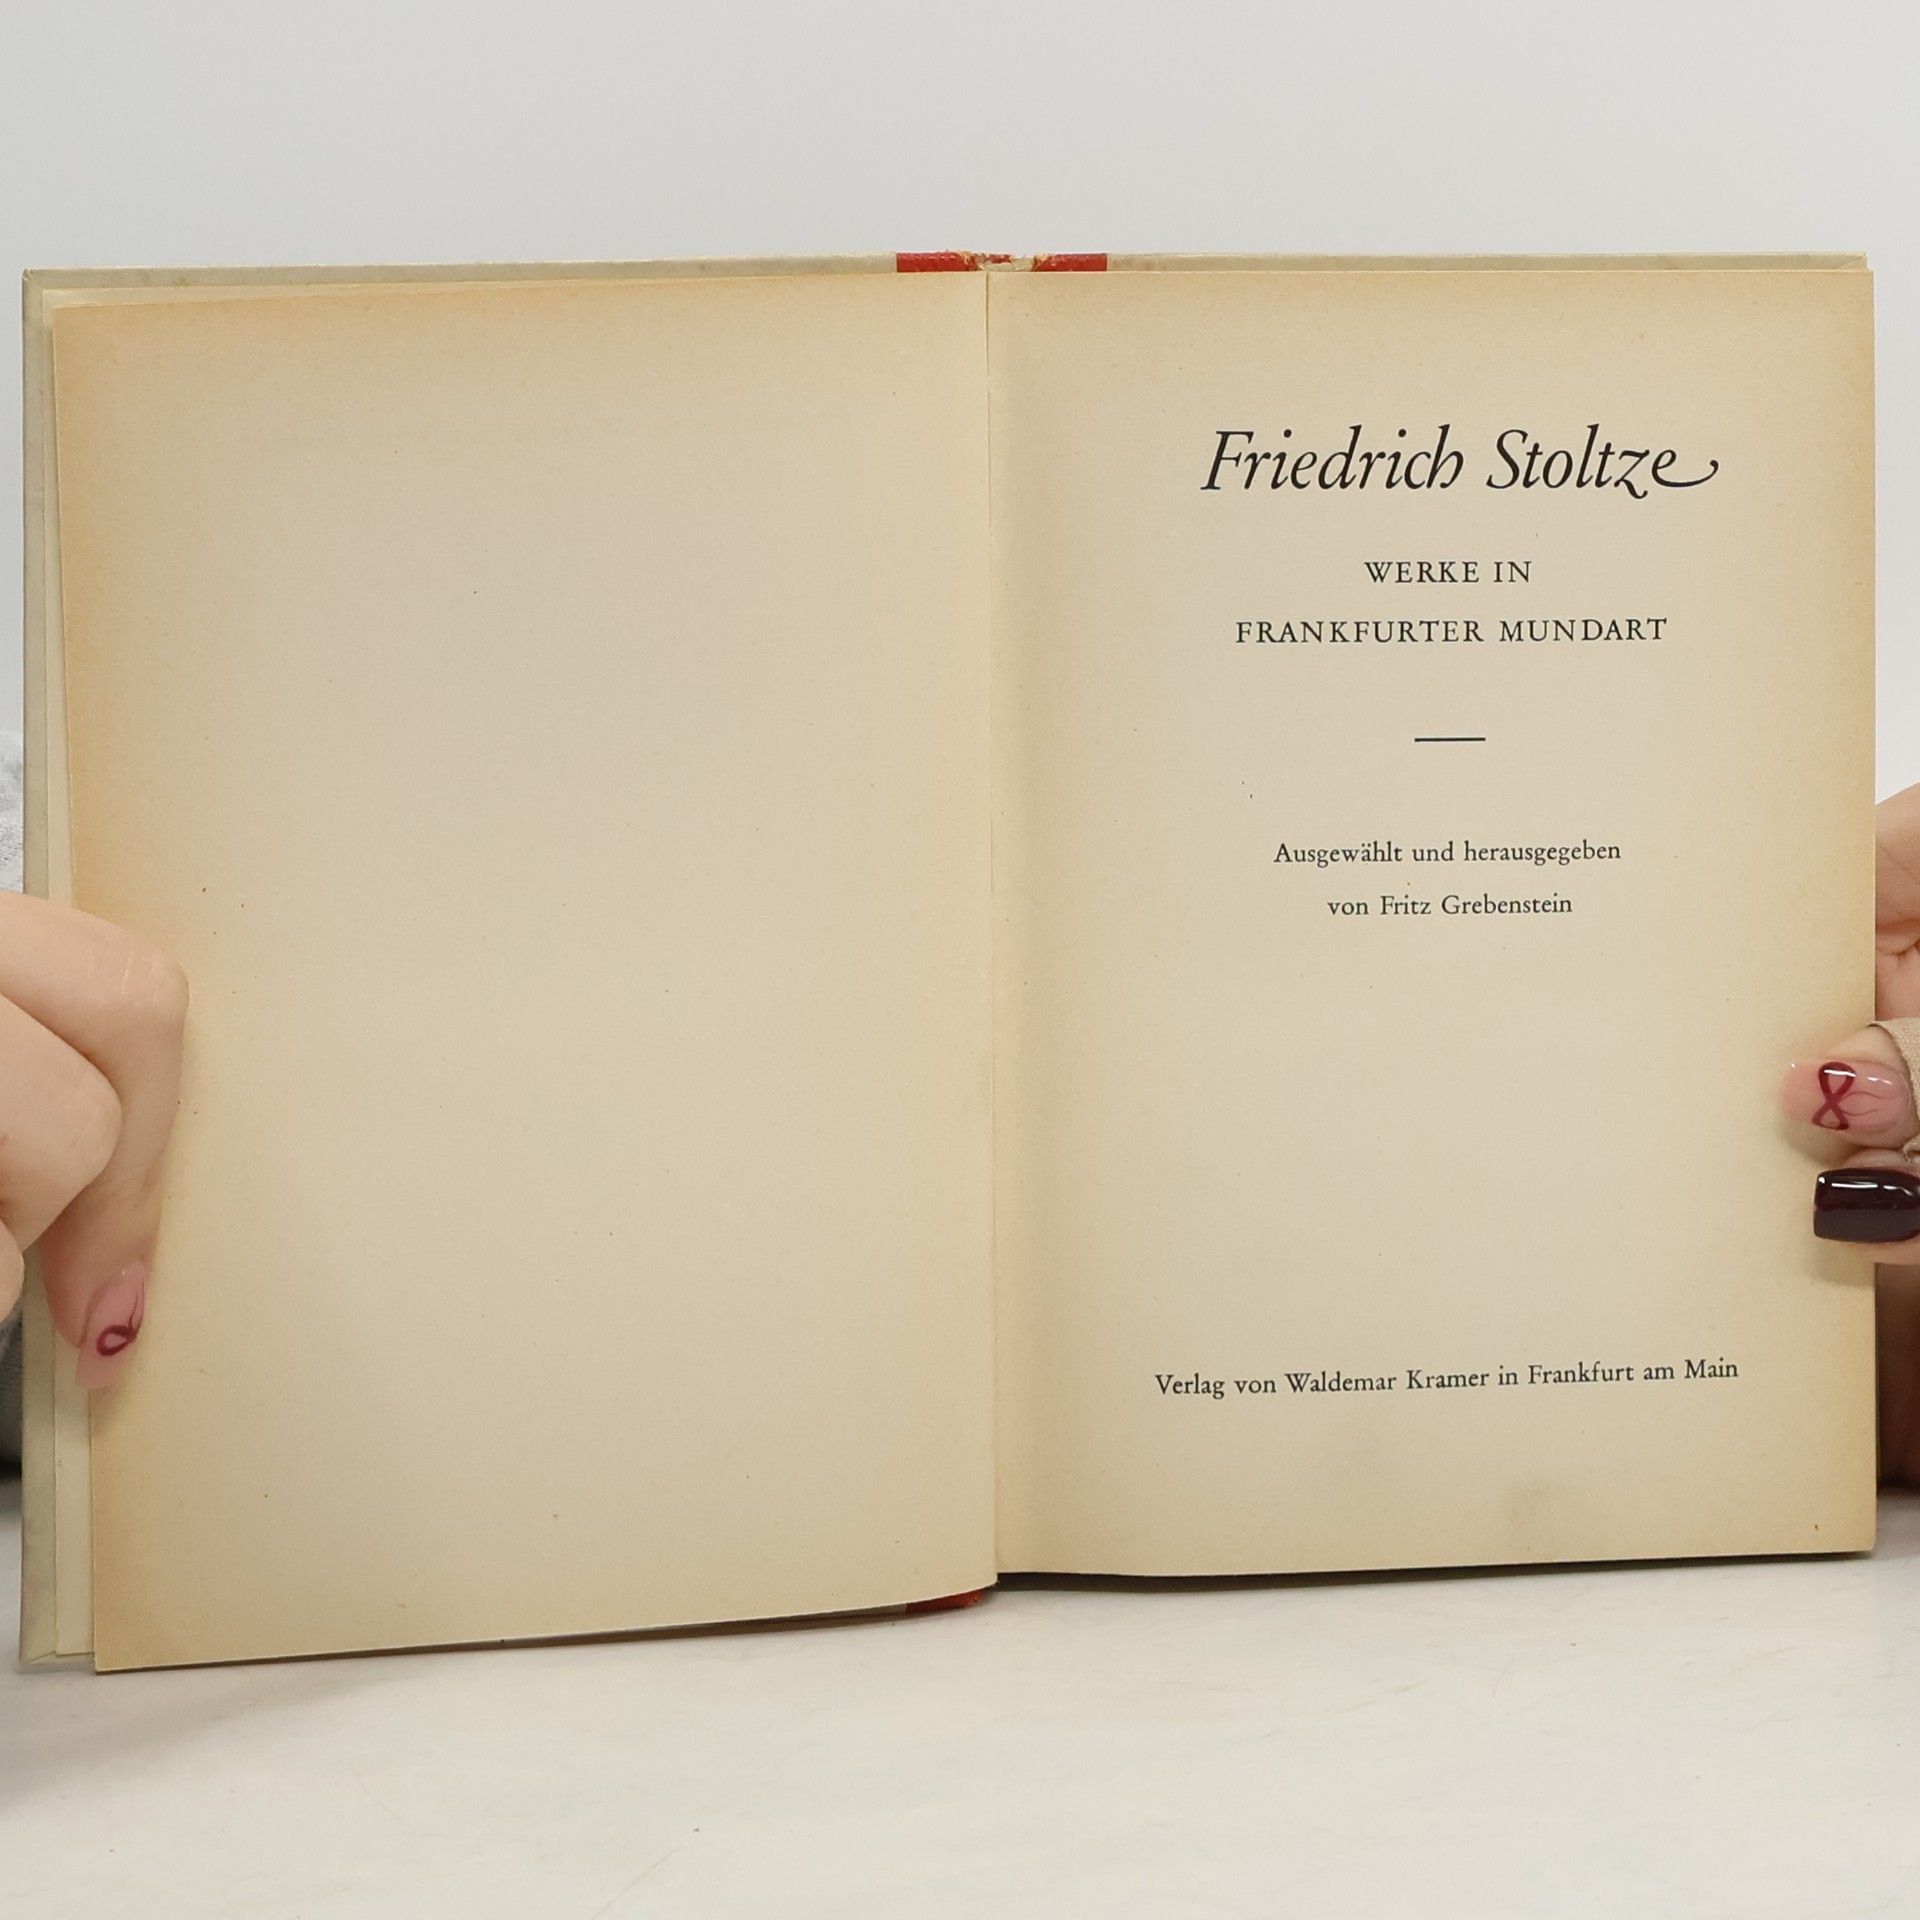 Friedrich Stoltze
WERKE IN
FRANKFURTER MUNDART
Ausgewählt und herausgegeben
von Fritz Grebenstein
Verlag von Waldemar Kramer in Frankfurt am Main